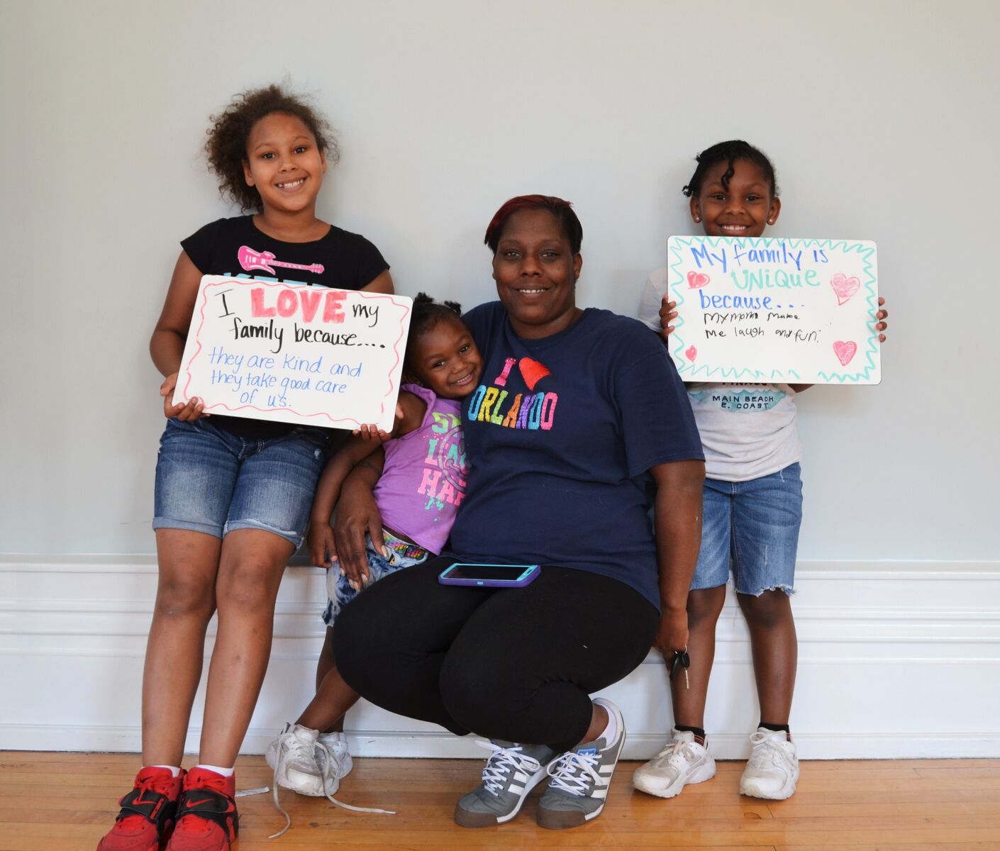 I LOVE my
family because....
they are kind and
they take good care
of us.
I
ORLANDO
My family is
UNiQUE
because...
My mom make
me laugh and fun.
MAIN BEACH
E. COAST